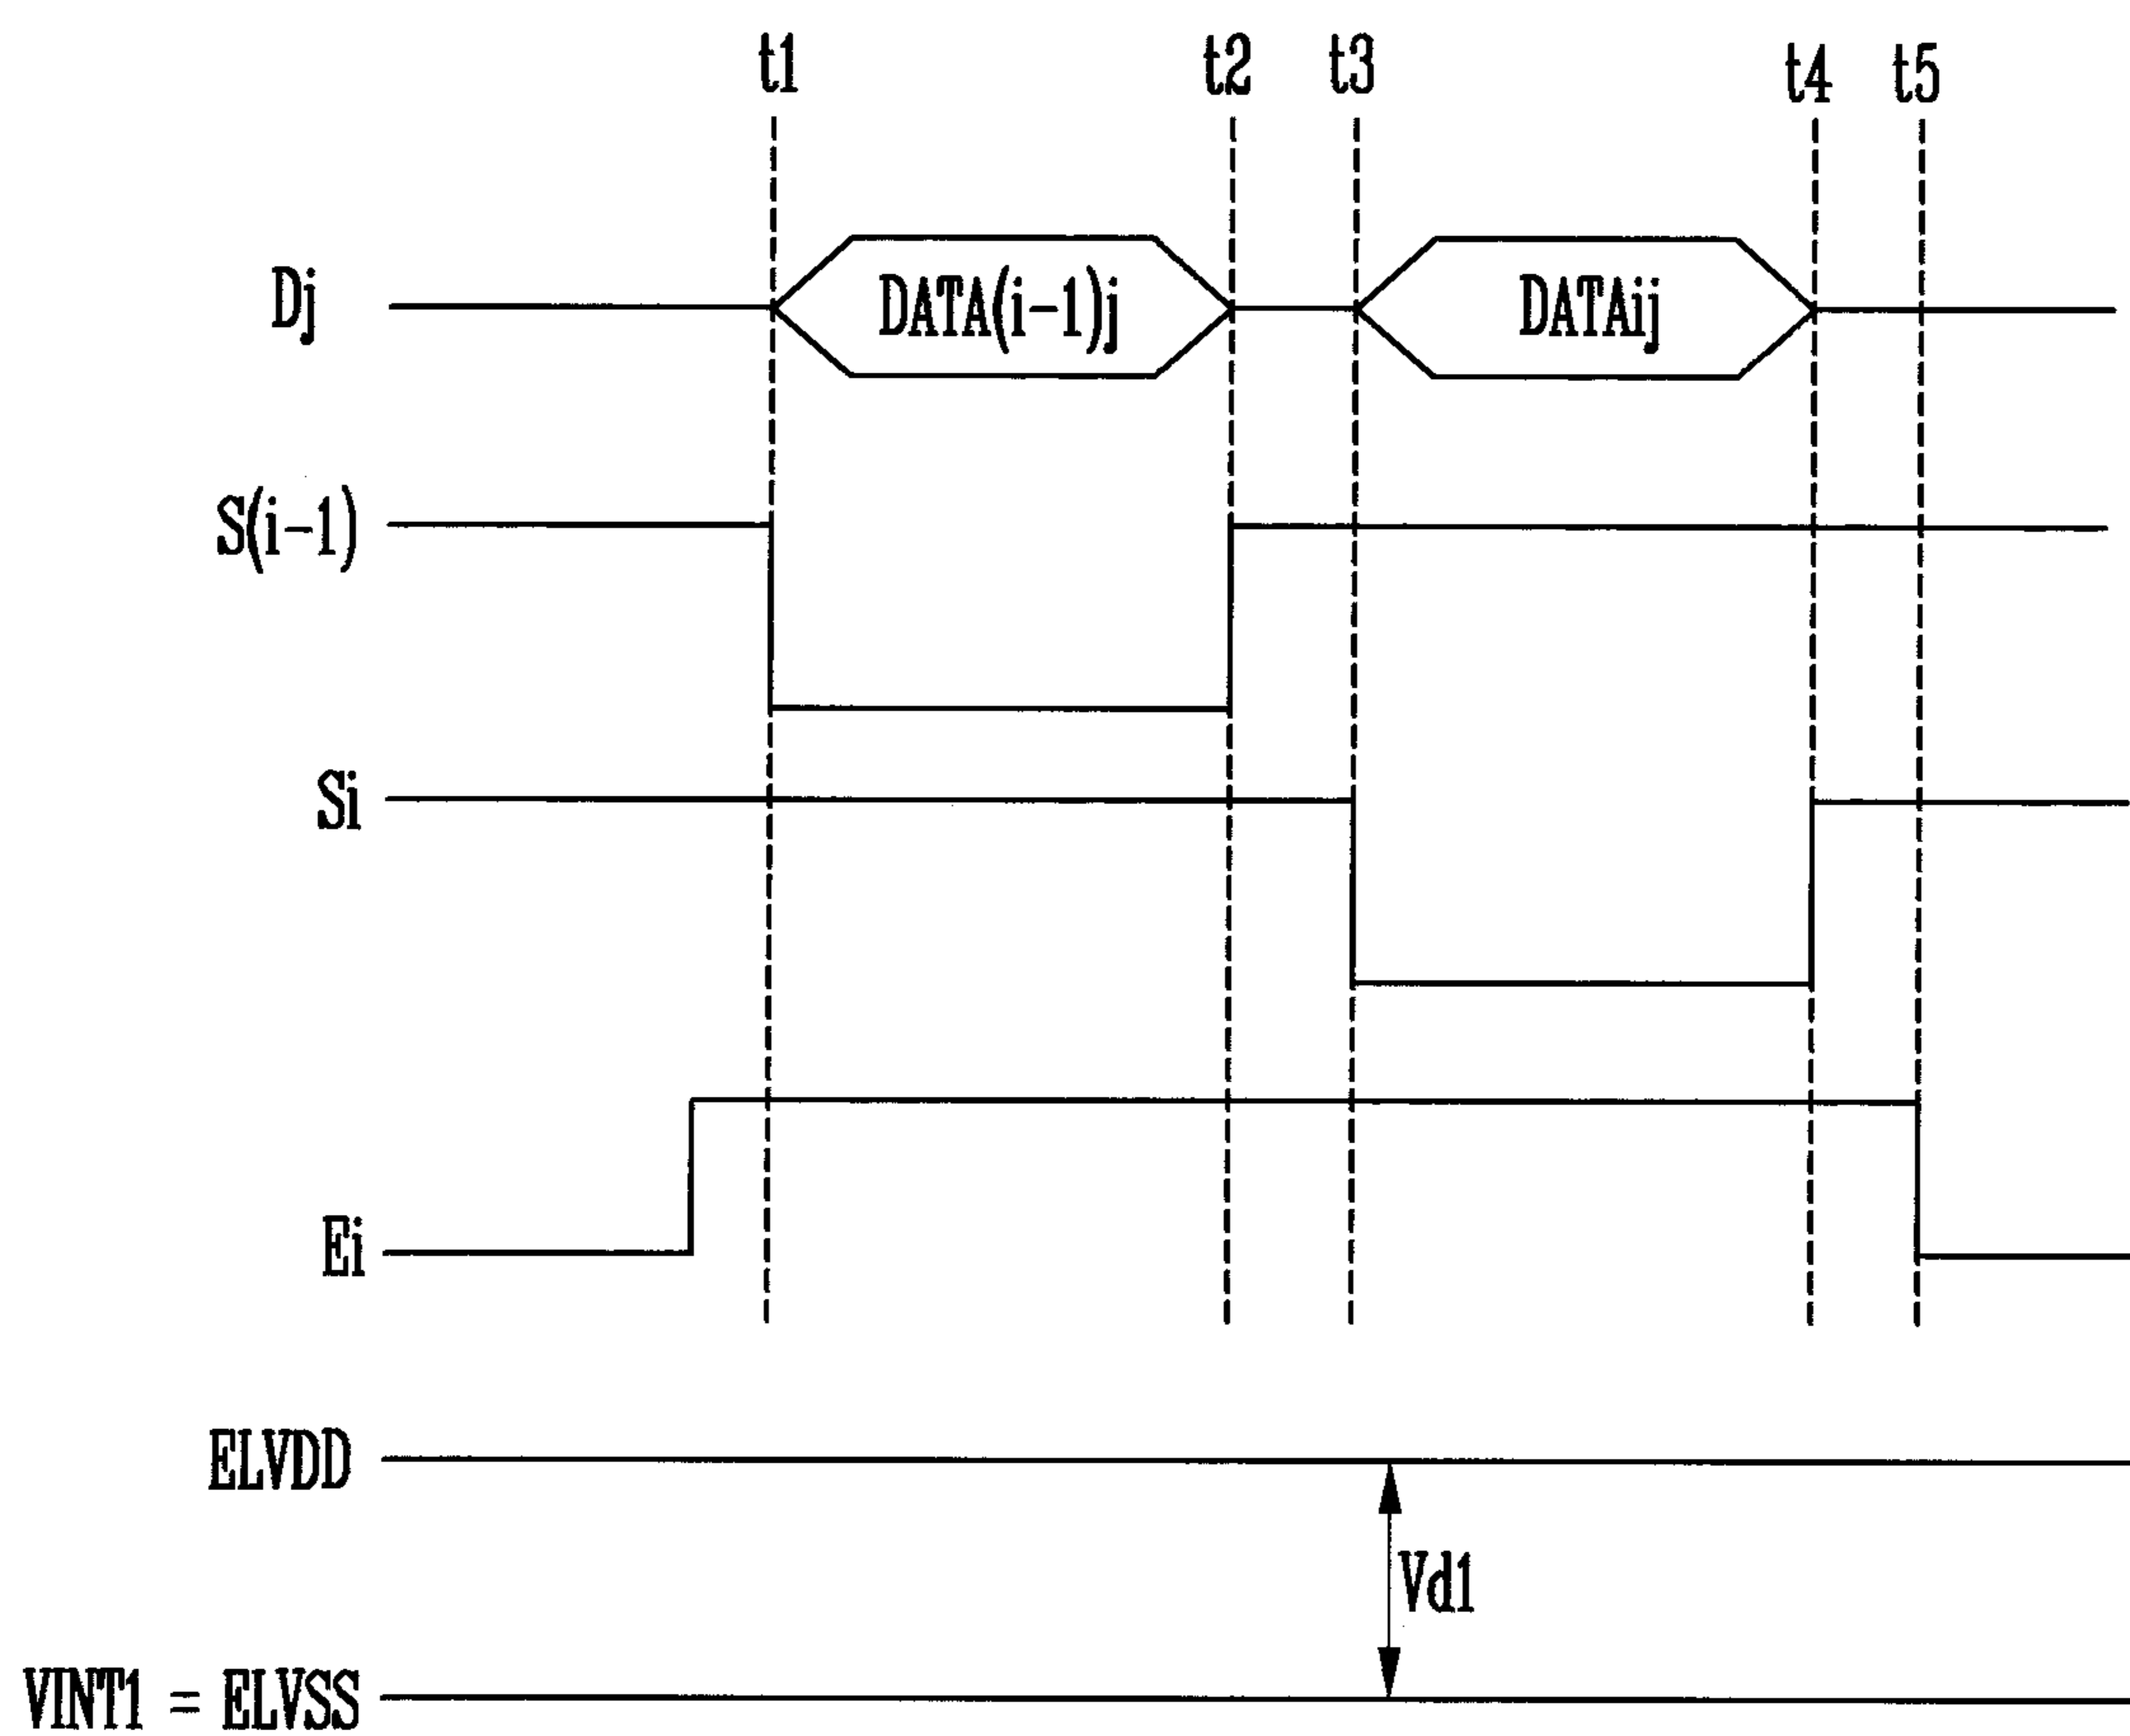 t1 t2 t3 t4 t5
Dj DATA(i-1)j DATAij
S(i-1)
Si
Ei
ELVDD
Vd1
VINT1 = ELVSS